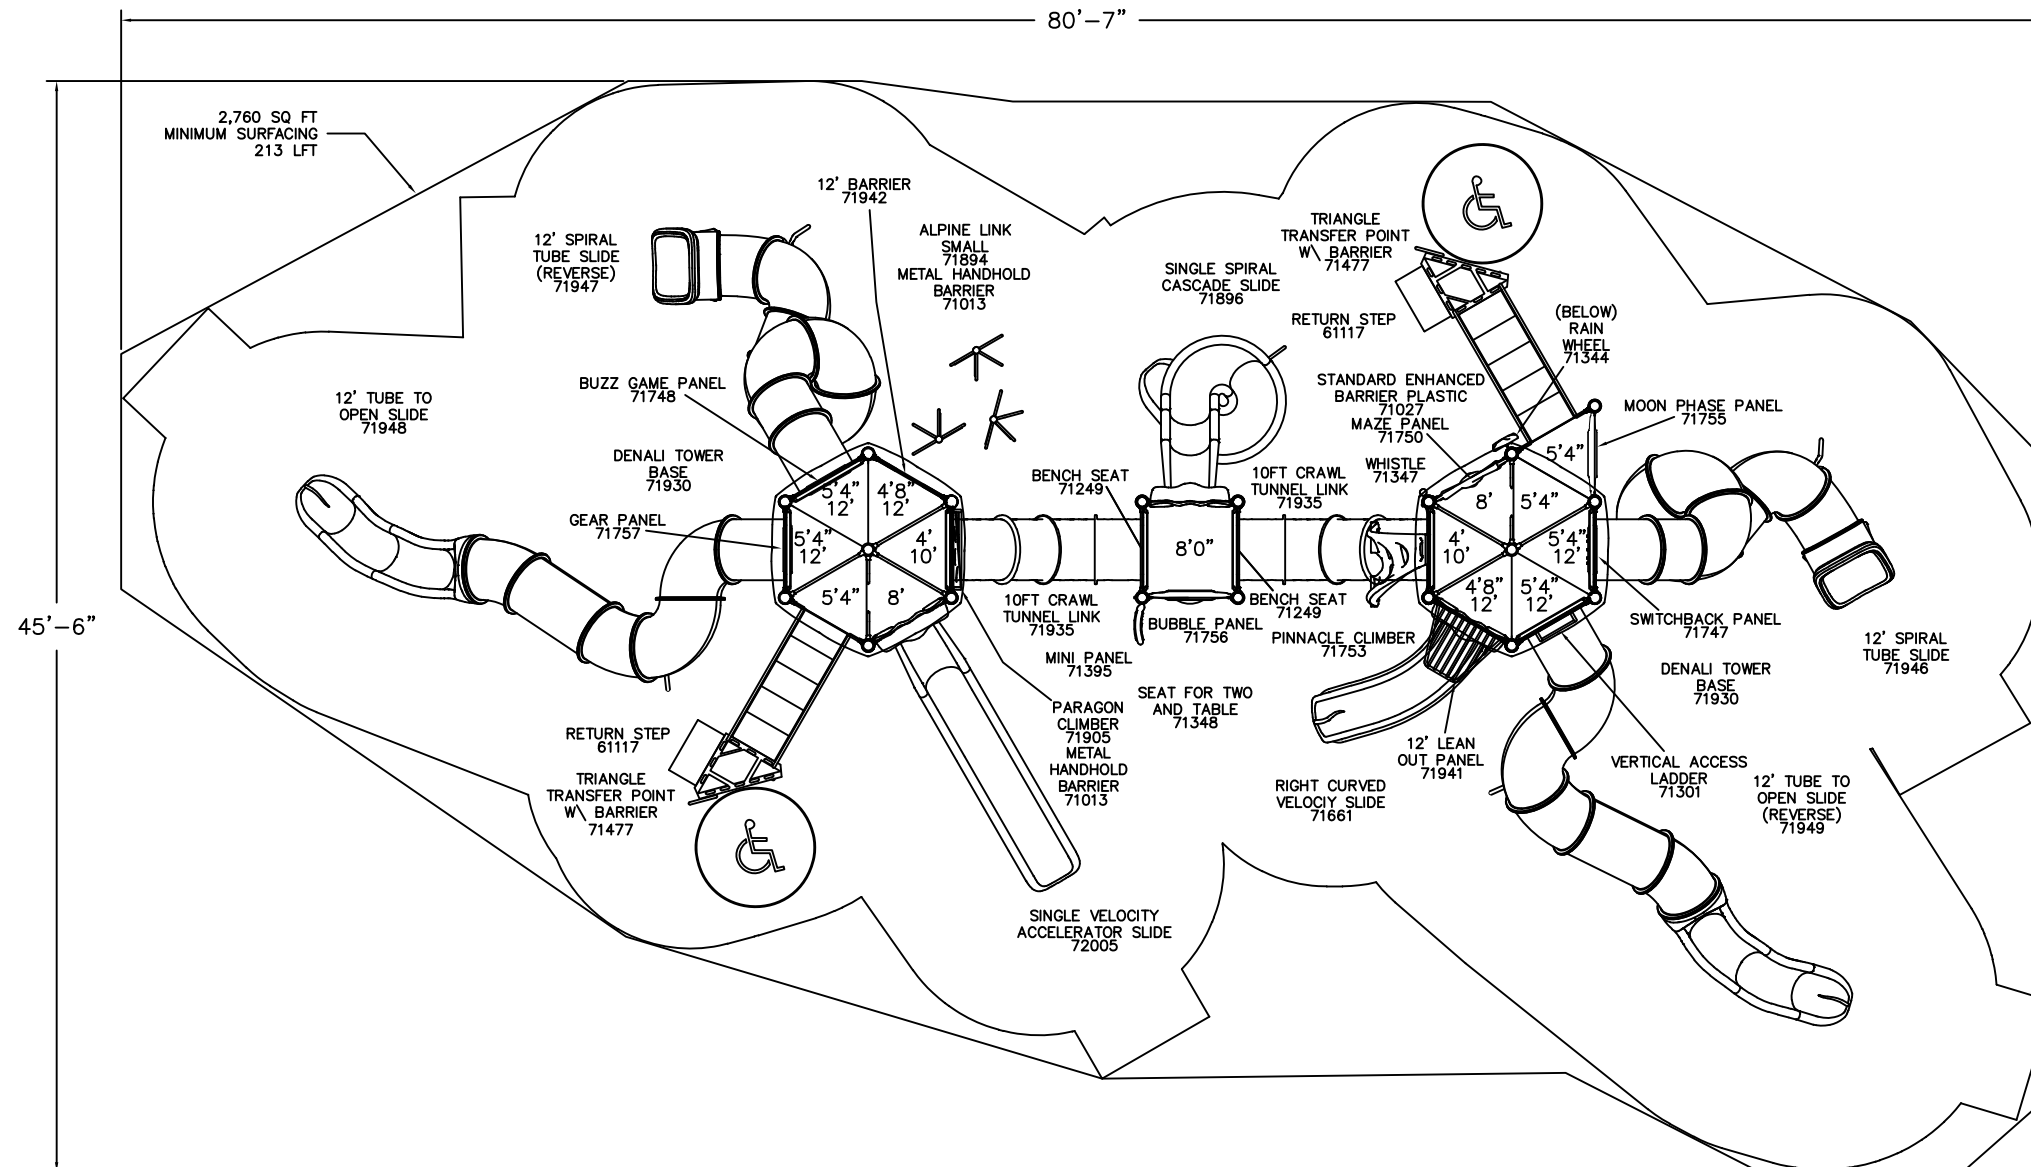 80'-7"
45'-6"
2,760 SQ FT
MINIMUM SURFACING
213 LFT
12' BARRIER
71942
12' SPIRAL
TUBE SLIDE
(REVERSE)
71947
ALPINE LINK
SMALL
71894
METAL HANDHOLD
BARRIER
71013
SINGLE SPIRAL
CASCADE SLIDE
71896
TRIANGLE
TRANSFER POINT
W\ BARRIER
71477
RETURN STEP
61117
(BELOW)
RAIN
WHEEL
71344
BUZZ GAME PANEL
71748
12' TUBE TO
OPEN SLIDE
71948
STANDARD ENHANCED
BARRIER PLASTIC
71027
MAZE PANEL
71750
MOON PHASE PANEL
71755
DENALI TOWER
BASE
71930
BENCH SEAT
71249
10FT CRAWL
TUNNEL LINK
71935
WHISTLE
71347
GEAR PANEL
71757
5'4"
12'
4'8"
12'
5'4"
12'
4'
10'
5'4"
8'
8'0"
5'4"
8'
5'4"
4'
10'
5'4"
12'
4'8"
12'
5'4"
12'
10FT CRAWL
TUNNEL LINK
71935
BENCH SEAT
71249
BUBBLE PANEL
71756
PINNACLE CLIMBER
71753
SWITCHBACK PANEL
71747
12' SPIRAL
TUBE SLIDE
71946
MINI PANEL
71395
SEAT FOR TWO
AND TABLE
71348
DENALI TOWER
BASE
71930
PARAGON
CLIMBER
71905
METAL
HANDHOLD
BARRIER
71013
RETURN STEP
61117
TRIANGLE
TRANSFER POINT
W\ BARRIER
71477
12' LEAN
OUT PANEL
71941
RIGHT CURVED
VELOCIY SLIDE
71661
VERTICAL ACCESS
LADDER
71301
12' TUBE TO
OPEN SLIDE
(REVERSE)
71949
SINGLE VELOCITY
ACCELERATOR SLIDE
72005